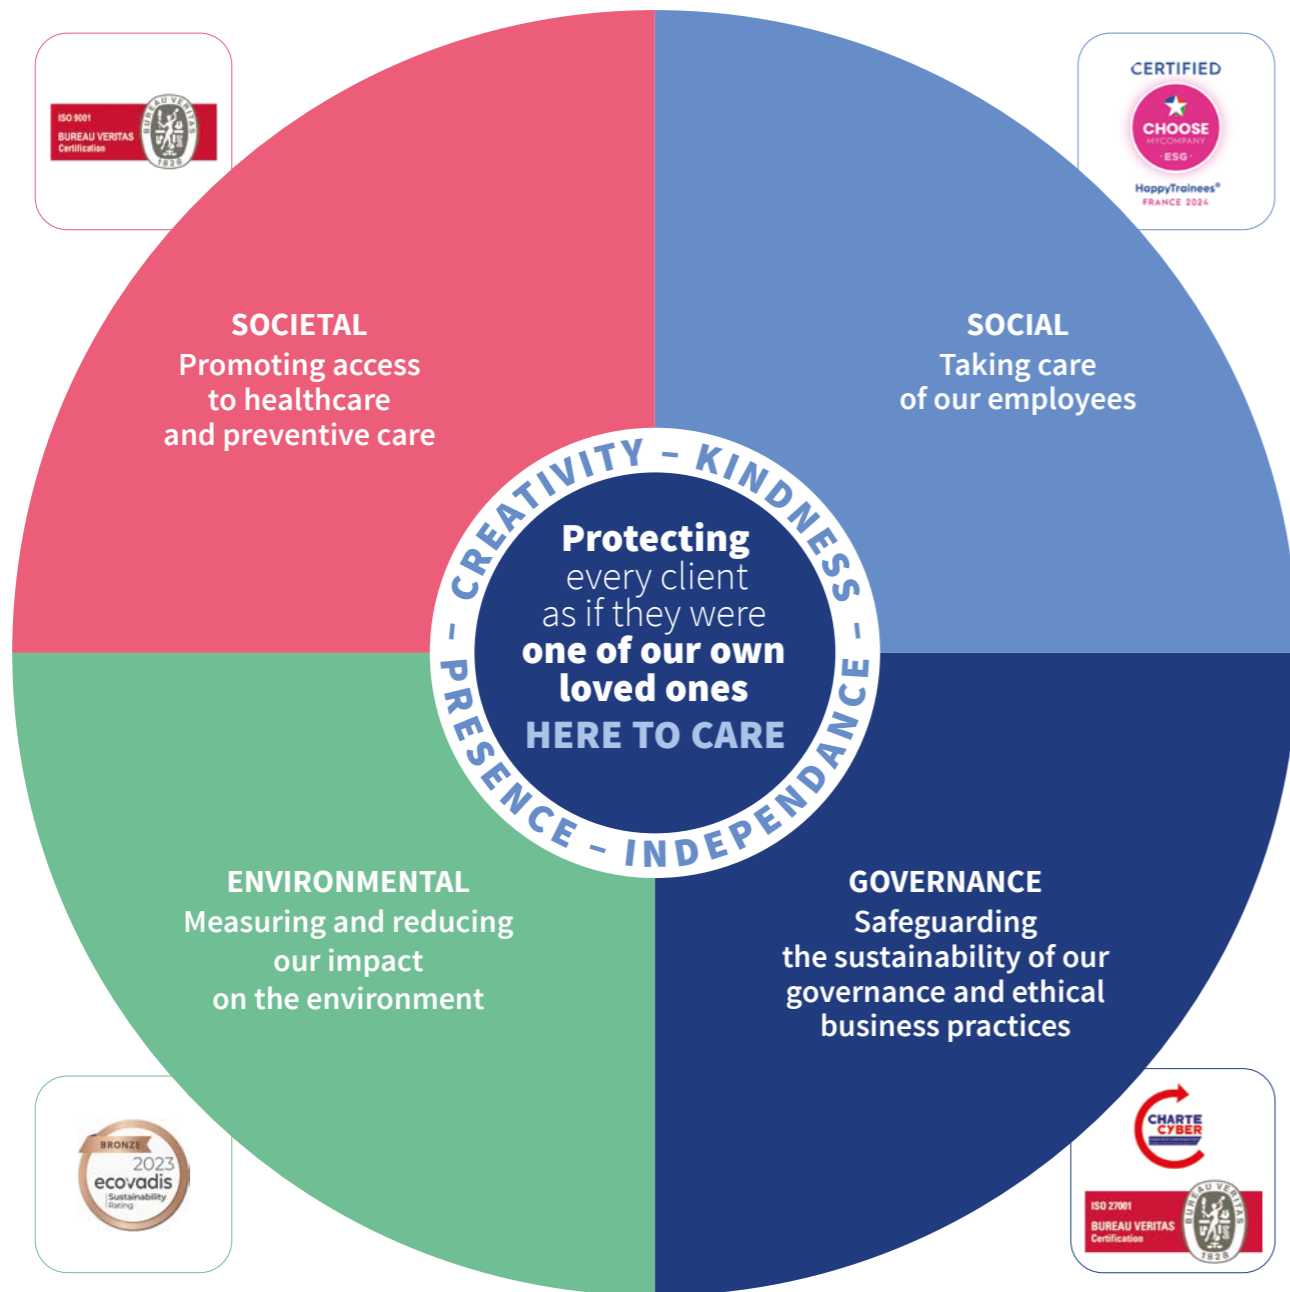 ISO 9001
BUREAU VERITAS
Certification
BUREAU VERITAS
1828
CERTIFIED
CHOOSE
MYCOMPANY
·ESG·
HappyTrainees®
FRANCE 2024
SOCIETAL
Promoting access
to healthcare
and preventive care
SOCIAL
Taking care
of our employees
– CREATIVITY – KINDNESS –
PRESENCE – INDEPENDANCE
Protecting
every client
as if they were
one of our own
loved ones
HERE TO CARE
ENVIRONMENTAL
Measuring and reducing
our impact
on the environment
GOVERNANCE
Safeguarding
the sustainability of our
governance and ethical
business practices
BRONZE
2023
ecovadis
Sustainability
Rating
CHARTE
CYBER
ISO 27001
BUREAU VERITAS
Certification
BUREAU VERITAS
1828